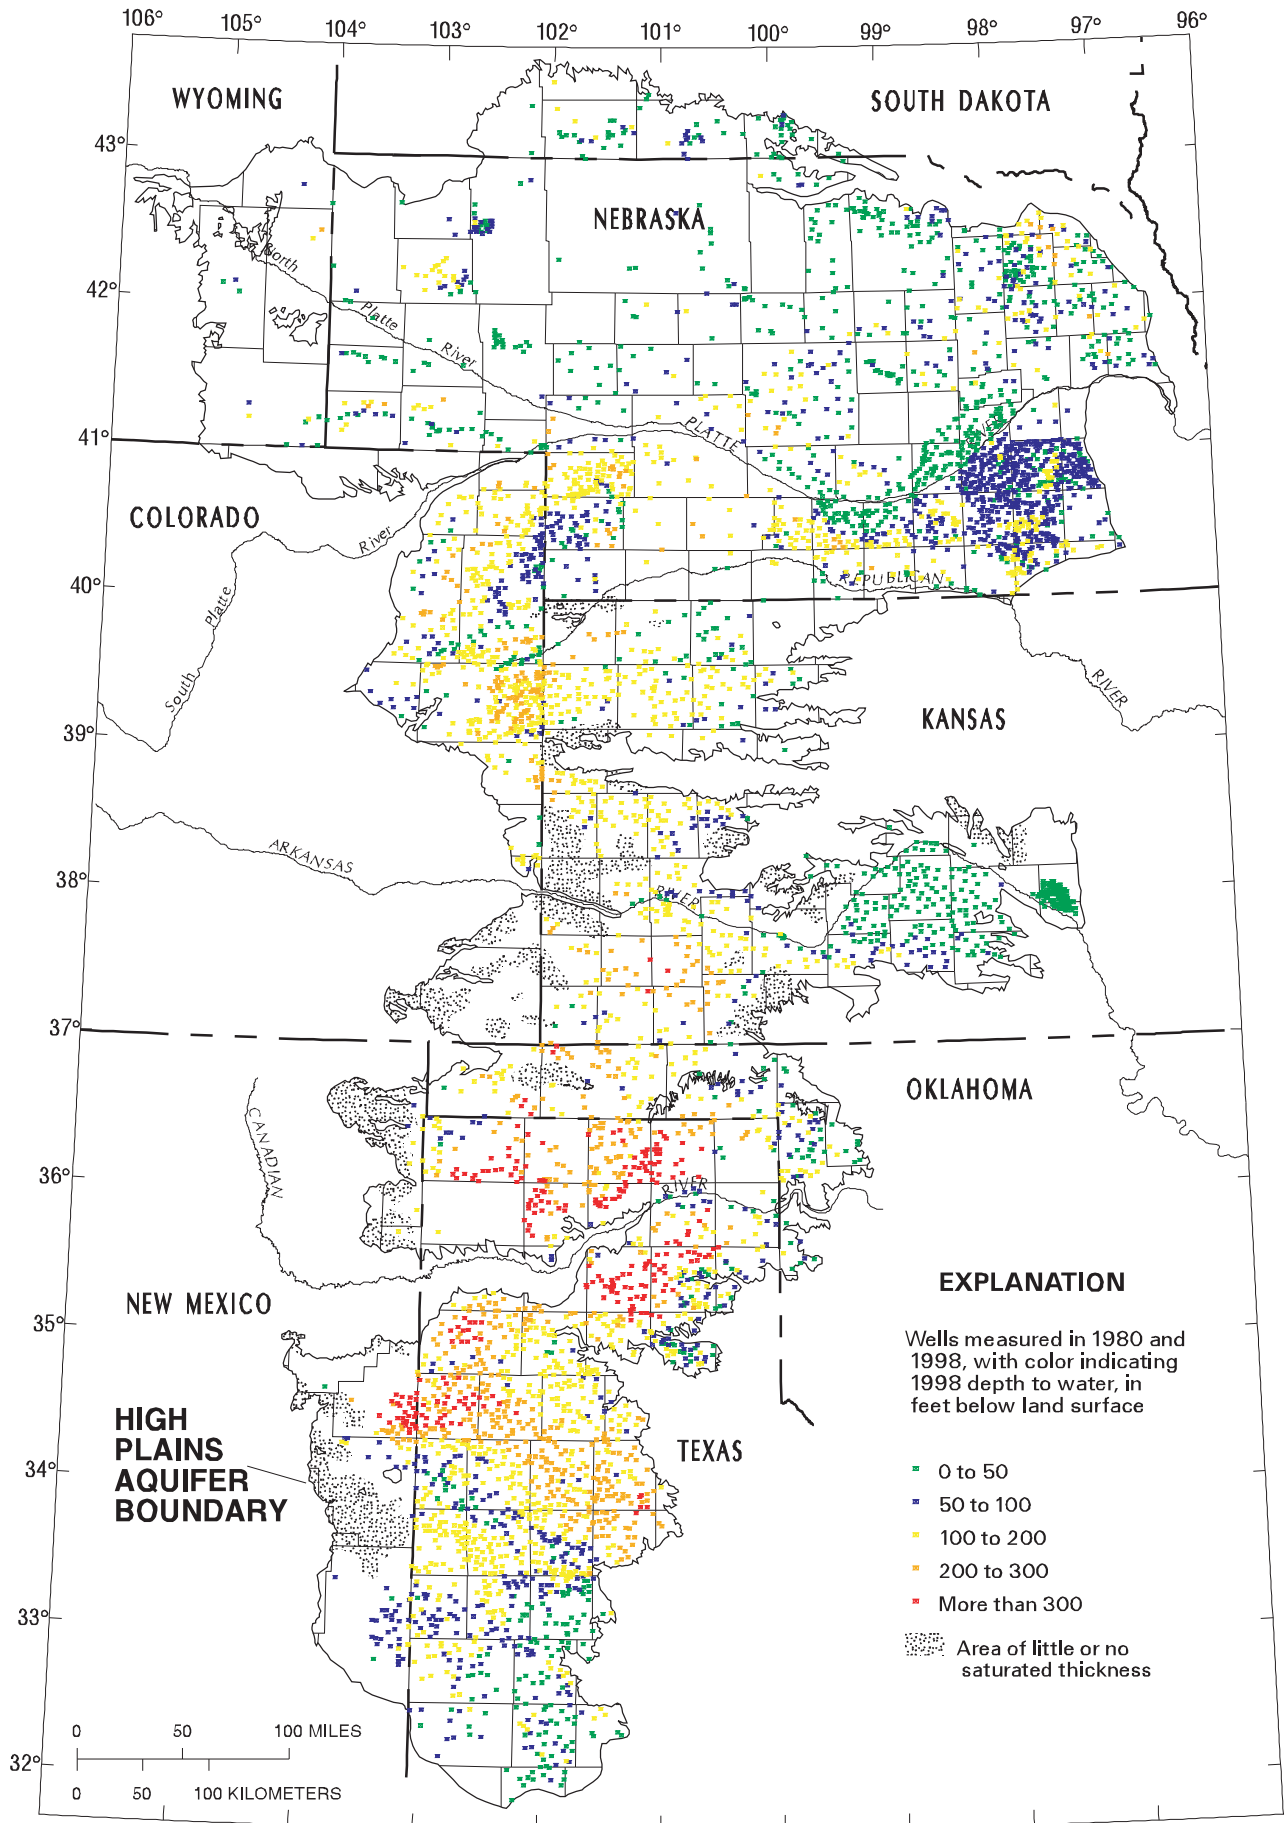 106° 105° 104° 103° 102° 101° 100° 99° 98° 97° 96°
WYOMING
SOUTH DAKOTA
43°
NEBRASKA
North
42°
Platte
River
PLATTE
RIVER
41°
COLORADO
River
40°
REPUBLICAN
Platte
South
RIVER
KANSAS
39°
ARKANSAS
38°
RIVER
37°
OKLAHOMA
CANADIAN
36°
RIVER
EXPLANATION
NEW MEXICO
35°
Wells measured in 1980 and
1998, with color indicating
1998 depth to water, in
feet below land surface
HIGH
PLAINS
AQUIFER
BOUNDARY
TEXAS
34°
0 to 50
50 to 100
100 to 200
200 to 300
More than 300
33°
Area of little or no
saturated thickness
0 50 100 MILES
32°
0 50 100 KILOMETERS